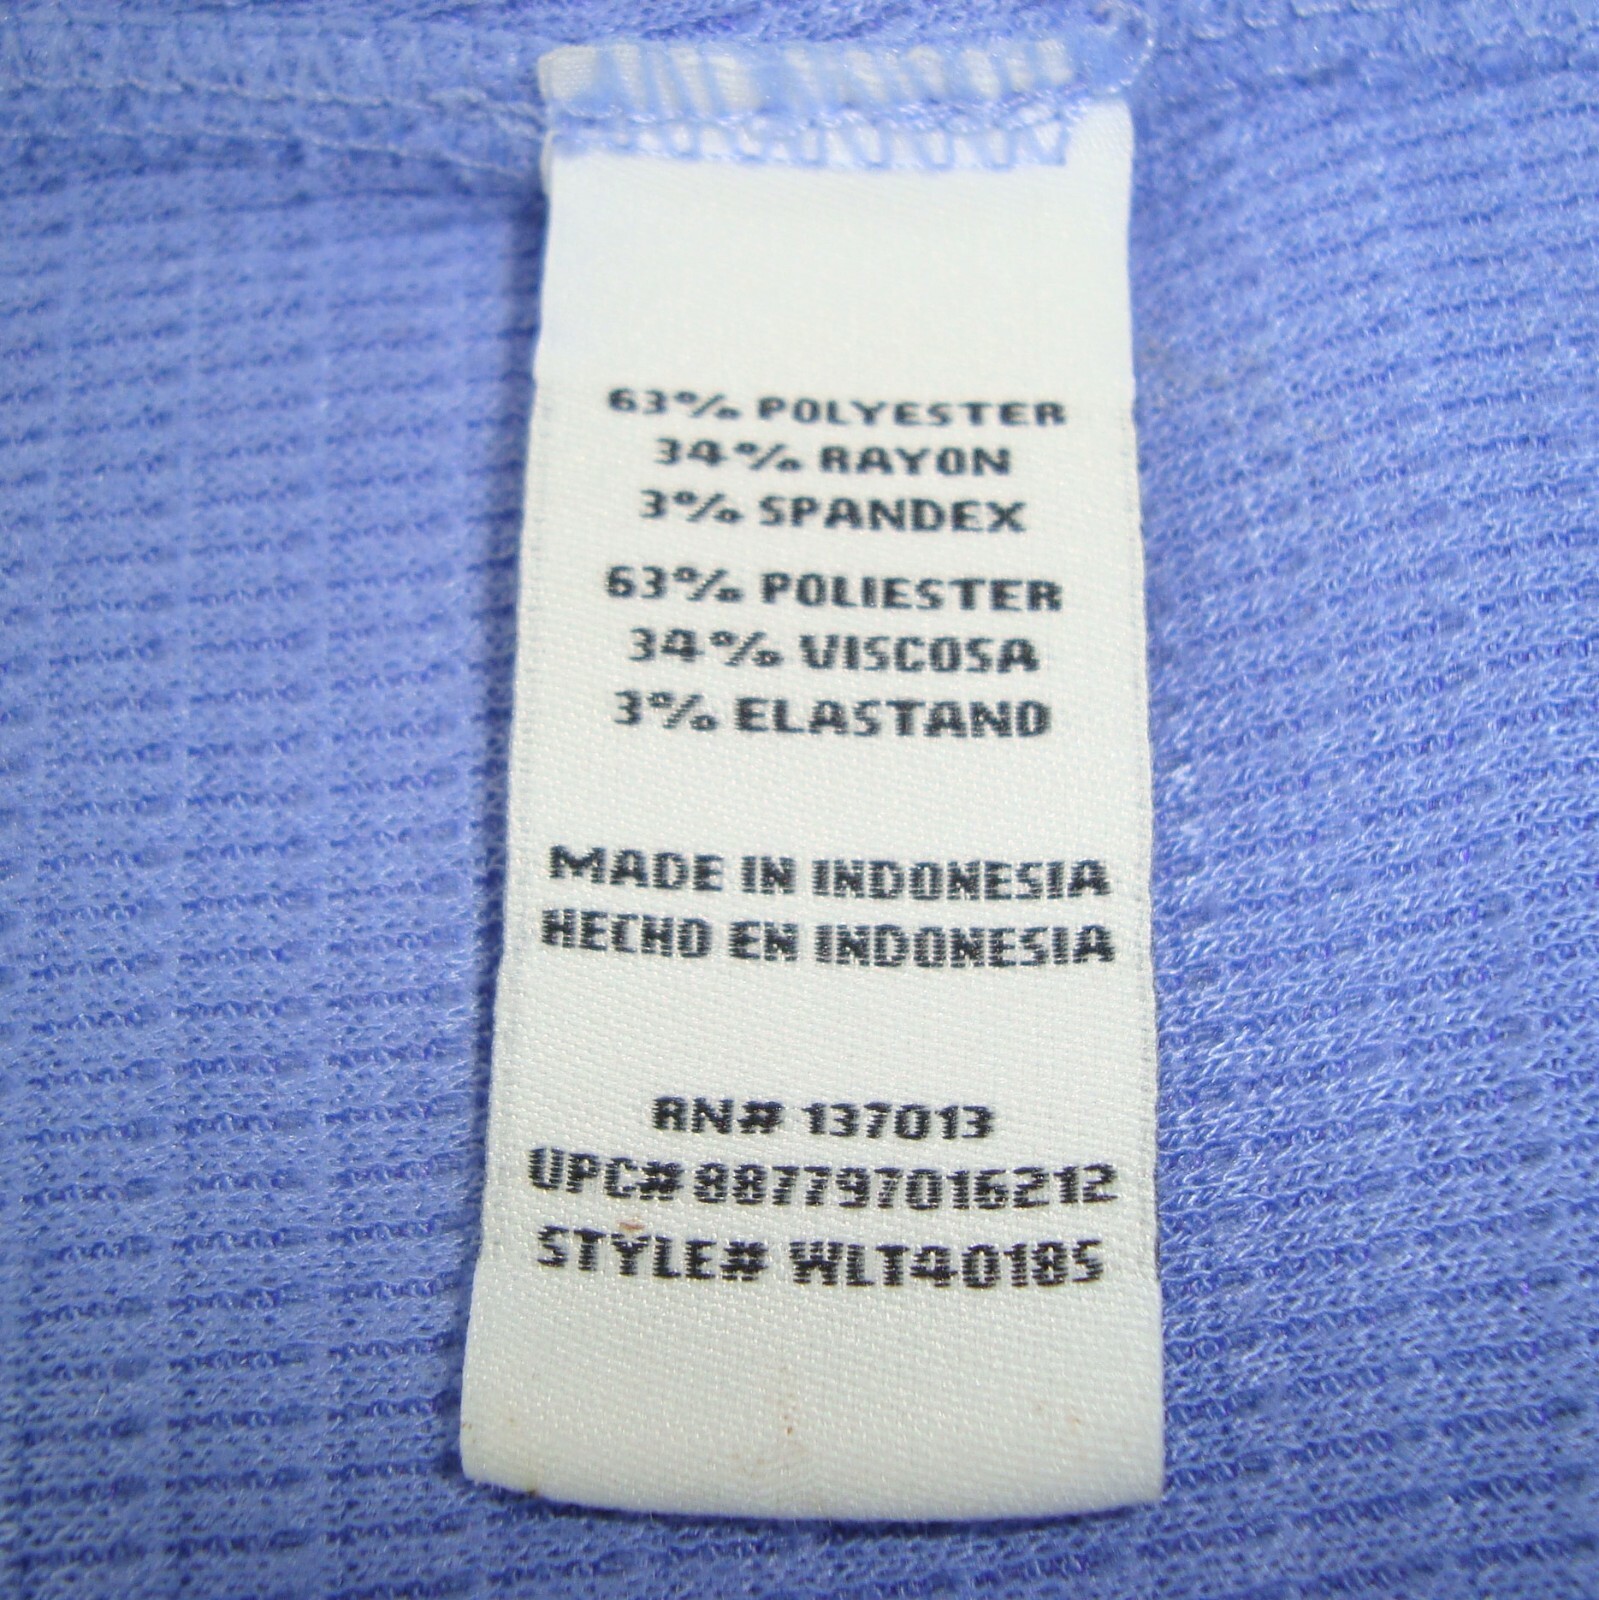 63% POLYESTER
34% RAYON
3% SPANDEX
63% POLIESTER
34% VISCOSA
3% ELASTANO
MADE IN INDONESIA
HECHO EN INDONESIA
RN# 137013
UPC# 887797016212
STYLE# WLT40185